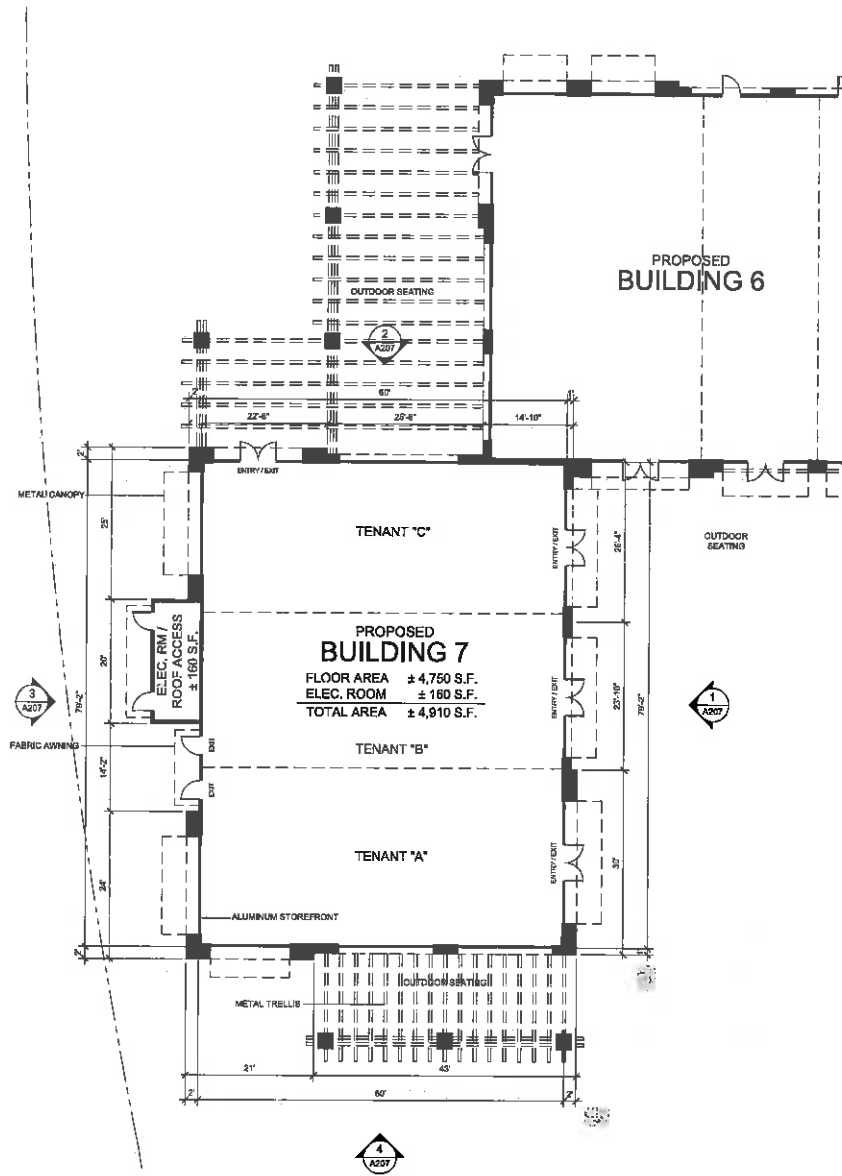 PROPOSED
BUILDING 6
OUTDOOR SEATING
2
A207
2'
60'
1'
22'-6"
14'-10"
2'
ENTRY / EXIT
METAL CANOPY
25'
TENANT "C"
ENTRY / EXIT
25'-4"
OUTDOOR
SEATING
ELEC. RM /
ROOF ACCESS
± 160 S.F.
20'
PROPOSED
BUILDING 7
FLOOR AREA ± 4,750 S.F.
ELEC. ROOM ± 160 S.F.
TOTAL AREA ± 4,910 S.F.
3
A207
79'-2"
ENTRY / EXIT
23'-10"
79'-2"
1
A207
FABRIC AWNING
14'-2"
EXIT
TENANT "B"
EXIT
TENANT "A"
ENTRY / EXIT
30'
24'
ALUMINUM STOREFRONT
2'
1'
OUTDOOR SEATING
METAL TRELLIS
21'
43'
2'
60'
2'
4
A207